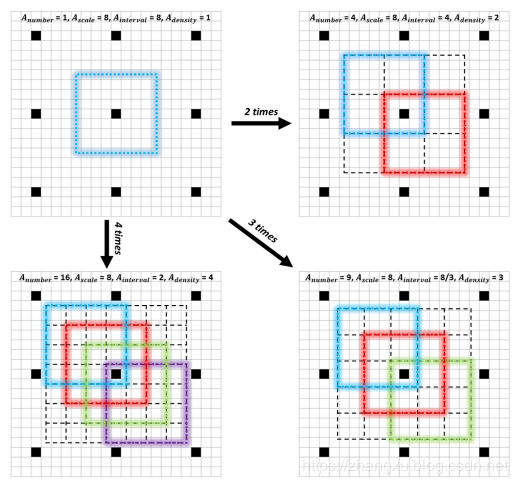 A_number = 1, A_scale = 8, A_interval = 8, A_density = 1
A_number = 4, A_scale = 8, A_interval = 4, A_density = 2
2 times
4 times
3 times
A_number = 16, A_scale = 8, A_interval = 2, A_density = 4
A_number = 9, A_scale = 8, A_interval = 8/3, A_density = 3
https://zhangxu.blog.csdn.net